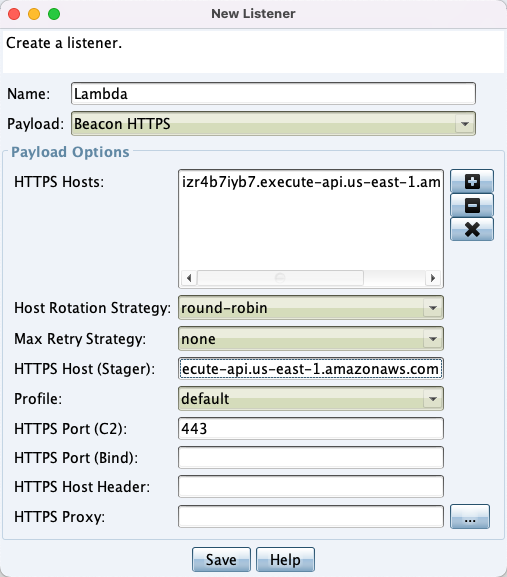 New Listener
Create a listener.
Name: Lambda
Payload: Beacon HTTPS
Payload Options
HTTPS Hosts: izr4b7iyb7.execute-api.us-east-1.am
Host Rotation Strategy: round-robin
Max Retry Strategy: none
HTTPS Host (Stager): ecute-api.us-east-1.amazonaws.com
Profile: default
HTTPS Port (C2): 443
HTTPS Port (Bind):
HTTPS Host Header:
HTTPS Proxy: ...
Save Help